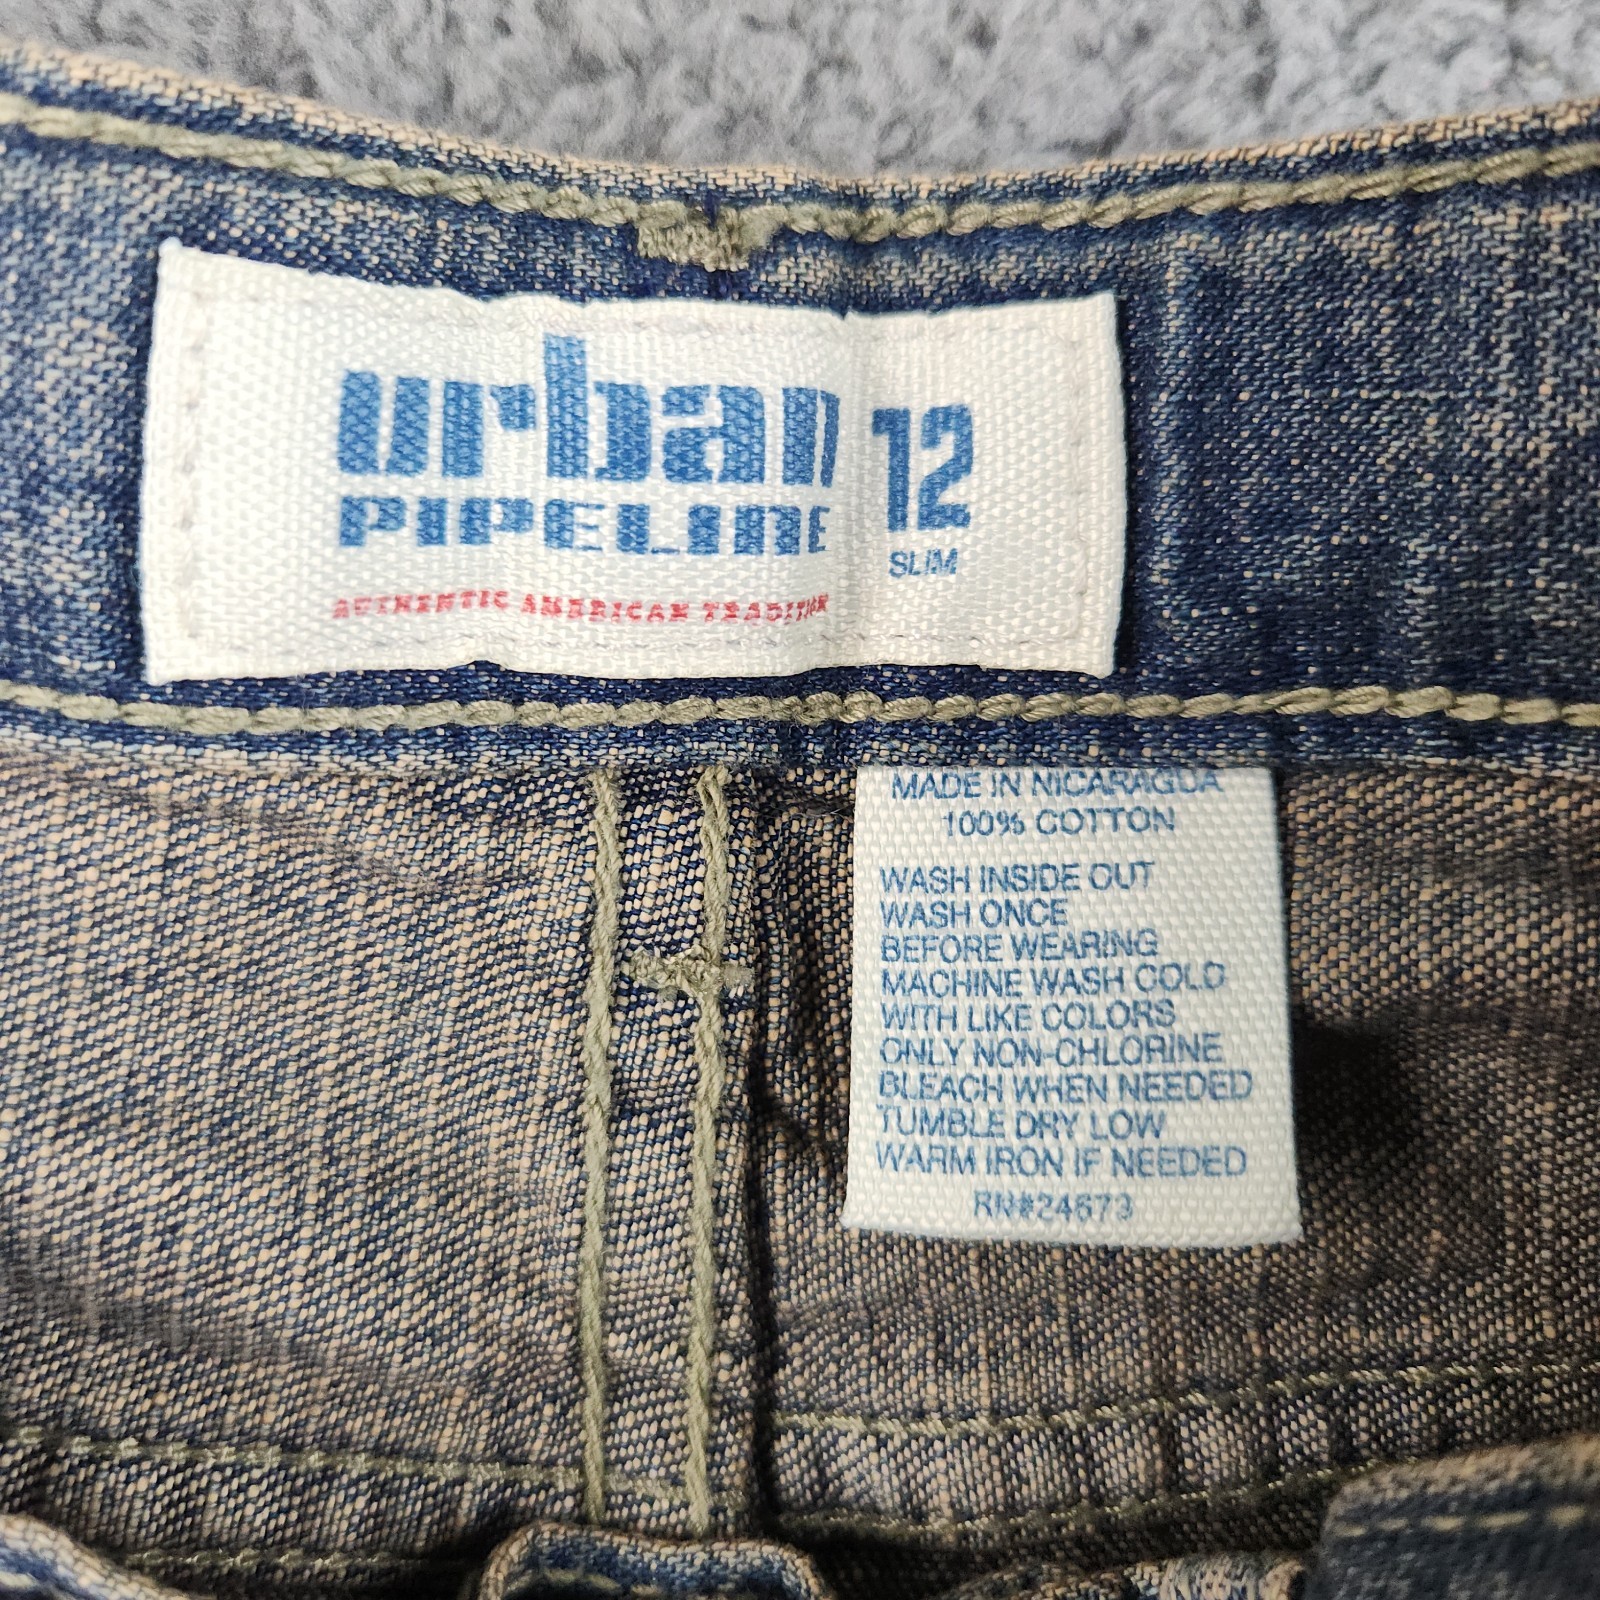 urban
PIPELINE
12
SLIM
AUTHENTIC AMERICAN TRADITION
MADE IN NICARAGUA
100% COTTON
WASH INSIDE OUT
WASH ONCE
BEFORE WEARING
MACHINE WASH COLD
WITH LIKE COLORS
ONLY NON-CHLORINE
BLEACH WHEN NEEDED
TUMBLE DRY LOW
WARM IRON IF NEEDED
RN#24673